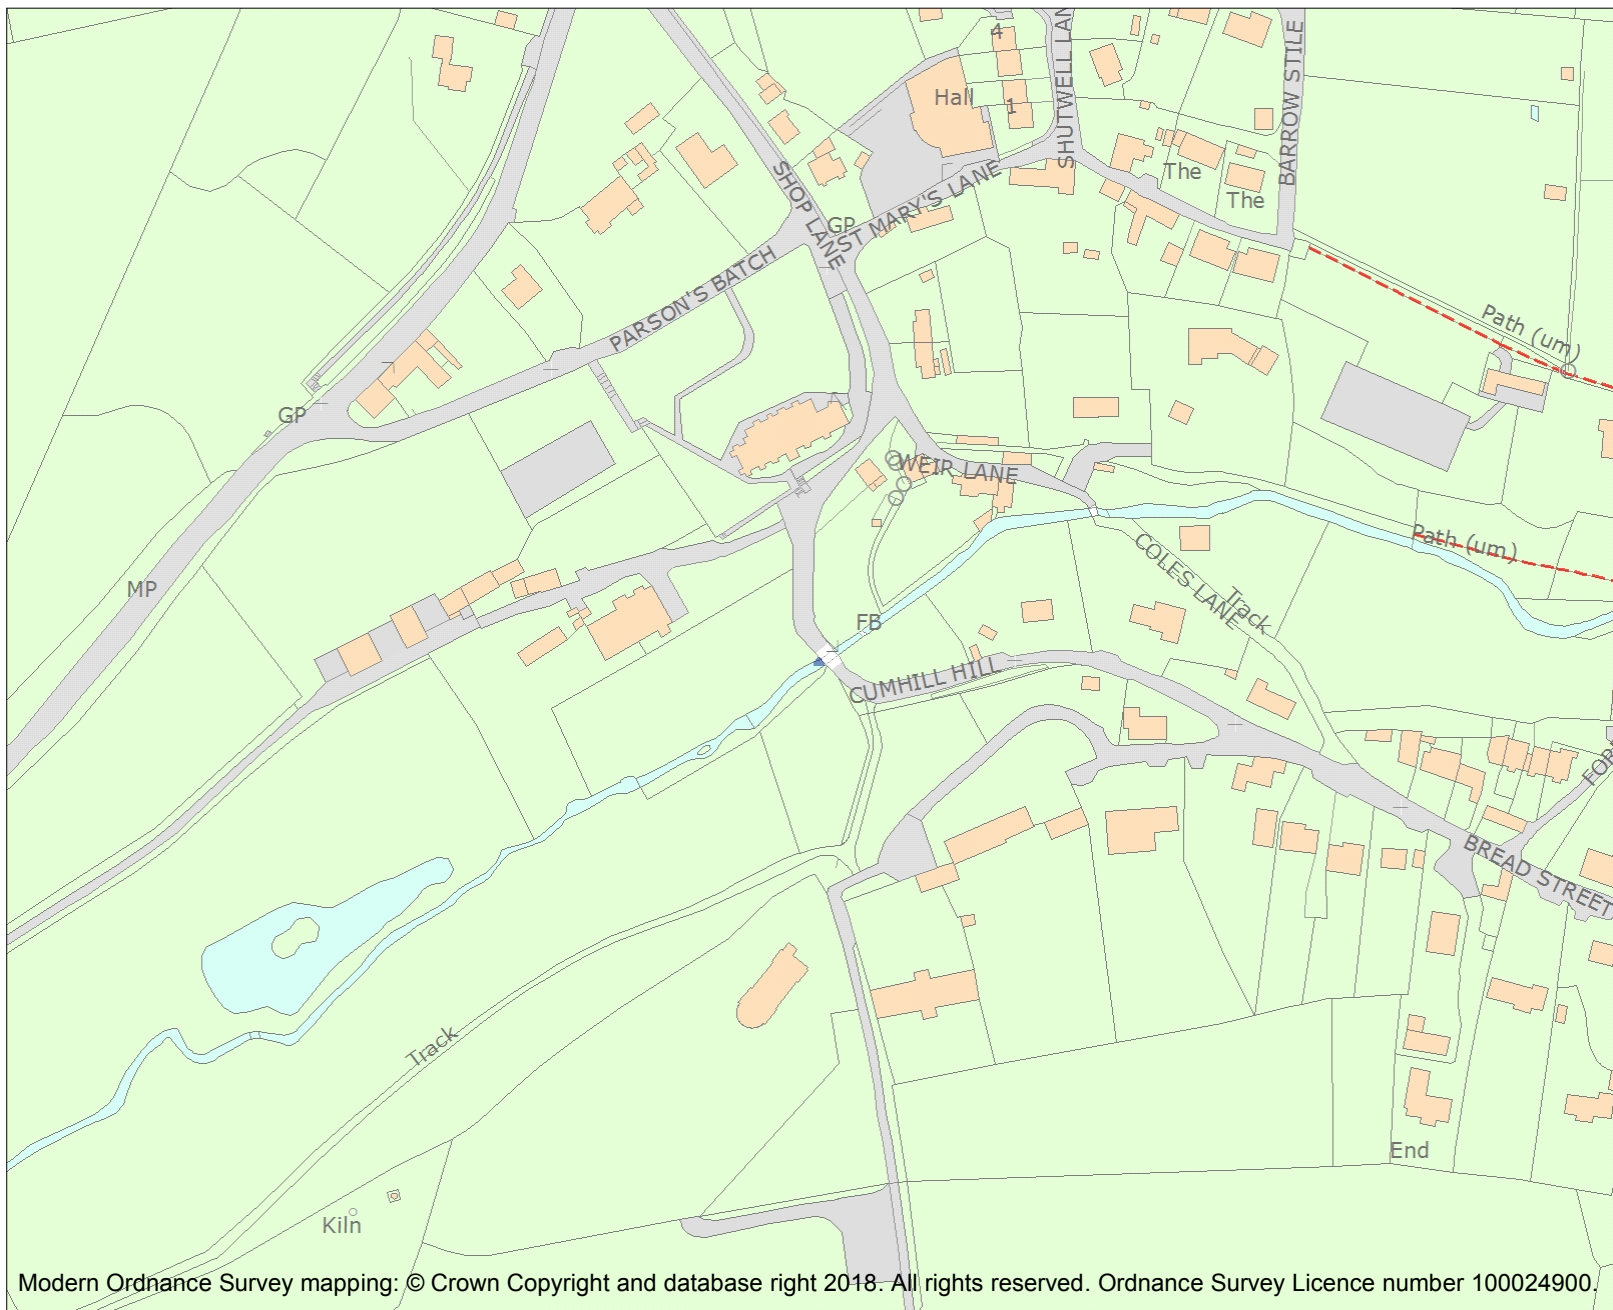 4
SHUTWELL LAN
BARROW STILE
Hall
1
The
The
SHOP LANE
ST MARY'S LANE
GP
PARSON'S BATCH
Path (um)
GP
WEIR LANE
Path (um)
COLES LANE
Track
MP
FB
CUMHILL HILL
FOR
BREAD STREET
Track
End
Kiln
Modern Ordnance Survey mapping: © Crown Copyright and database right 2018. All rights reserved. Ordnance Survey Licence number 100024900.